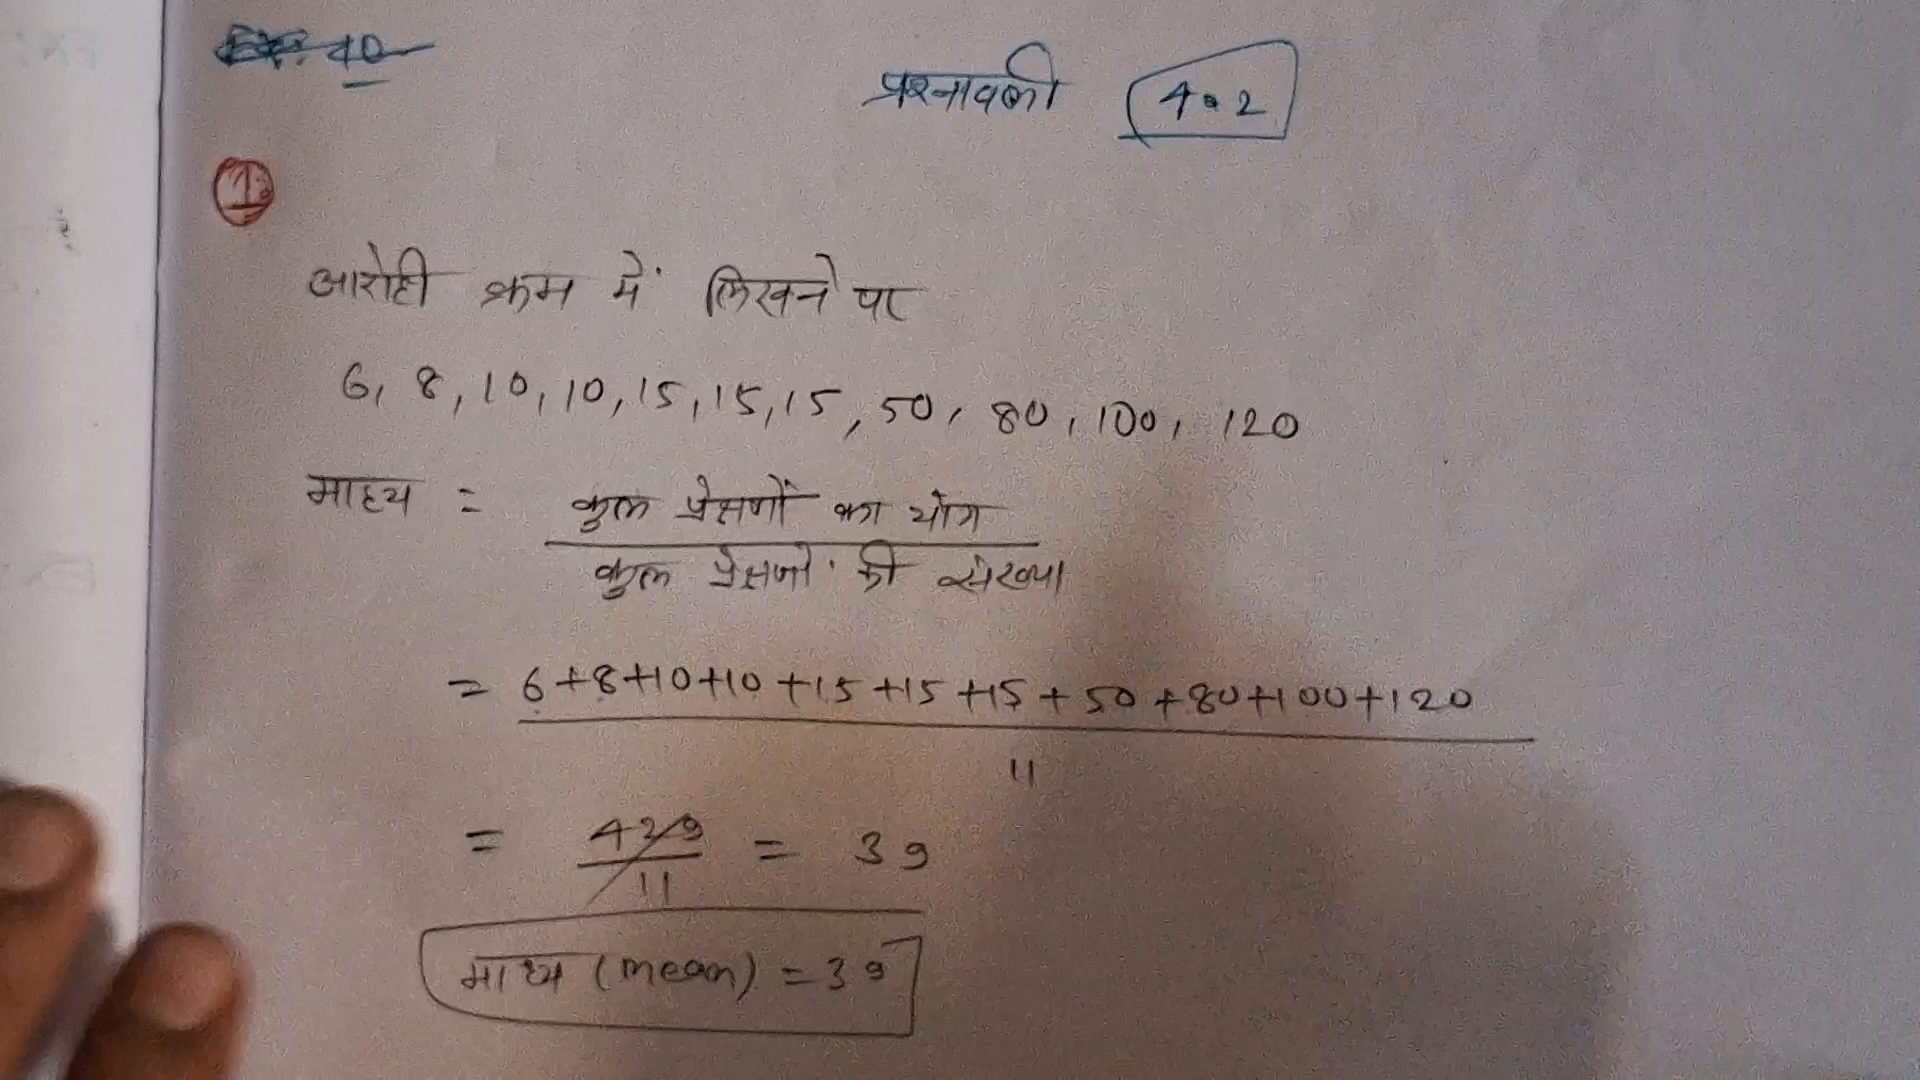 प्रश्नावली 4.2
1.
आरोही क्रम में लिखने पर
6, 8, 10, 10, 15, 15, 15, 50, 80, 100, 120
माध्य = कुल प्रेक्षणों का योग
कुल प्रेक्षणों की संख्या
= 6+8+10+10+15+15+15+50+80+100+120
11
= 429 = 39
11
माध्य (mean) = 39